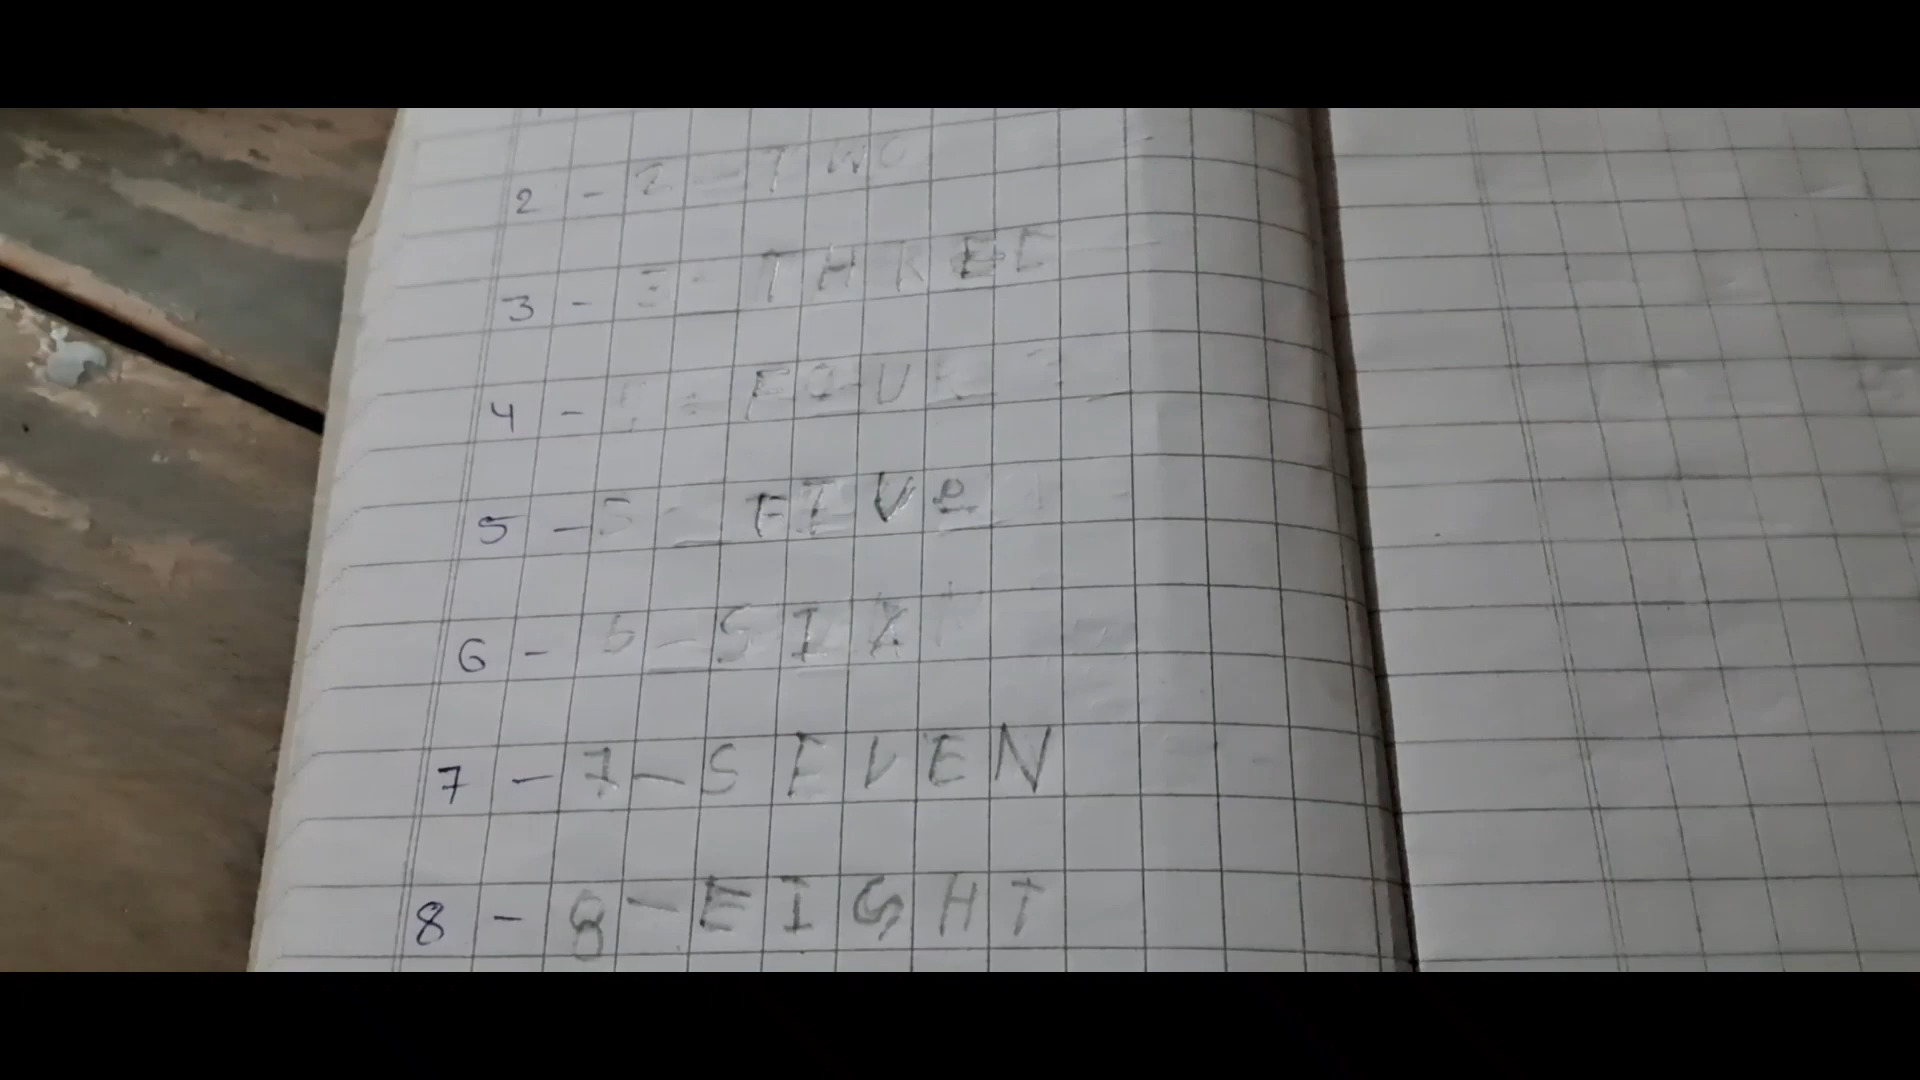 2 - 2 - TWO
3 - 3 - THREE
4 - - FOUR
5 - 5 - FIVe
6 - 6 - SIX
7 - 7 - SEVEN
8 - 8 - EIGHT